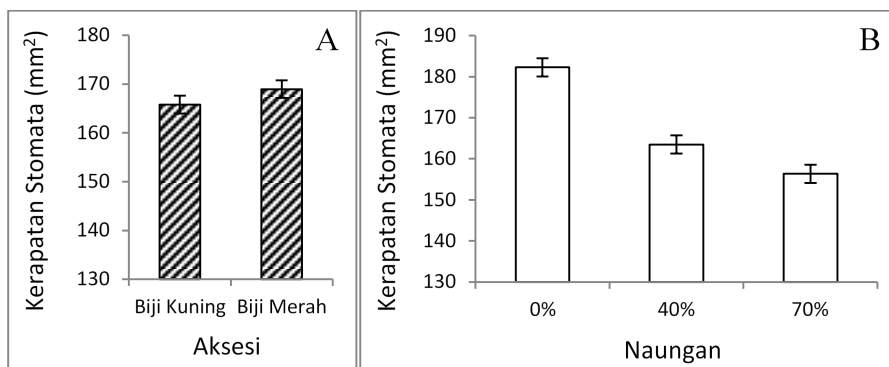 A
Kerapatan Stomata (mm²)
180
170
160
150
140
130
Biji Kuning Biji Merah
Aksesi
B
Kerapatan Stomata (mm²)
190
180
170
160
150
140
130
0% 40% 70%
Naungan